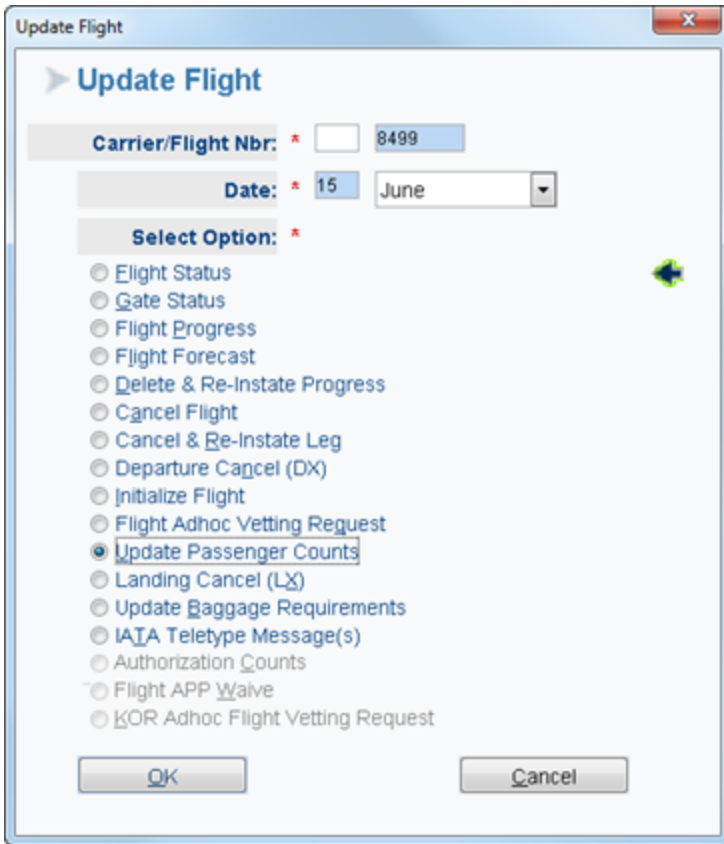 Update Flight
Update Flight
Carrier/Flight Nbr: * 8499
Date: * 15 June
Select Option: *
Flight Status
Gate Status
Flight Progress
Flight Forecast
Delete & Re-Instate Progress
Cancel Flight
Cancel & Re-Instate Leg
Departure Cancel (DX)
Initialize Flight
Flight Adhoc Vetting Request
Update Passenger Counts
Landing Cancel (LX)
Update Baggage Requirements
IATA Teletype Message(s)
Authorization Counts
Flight APP Waive
KOR Adhoc Flight Vetting Request
OK Cancel